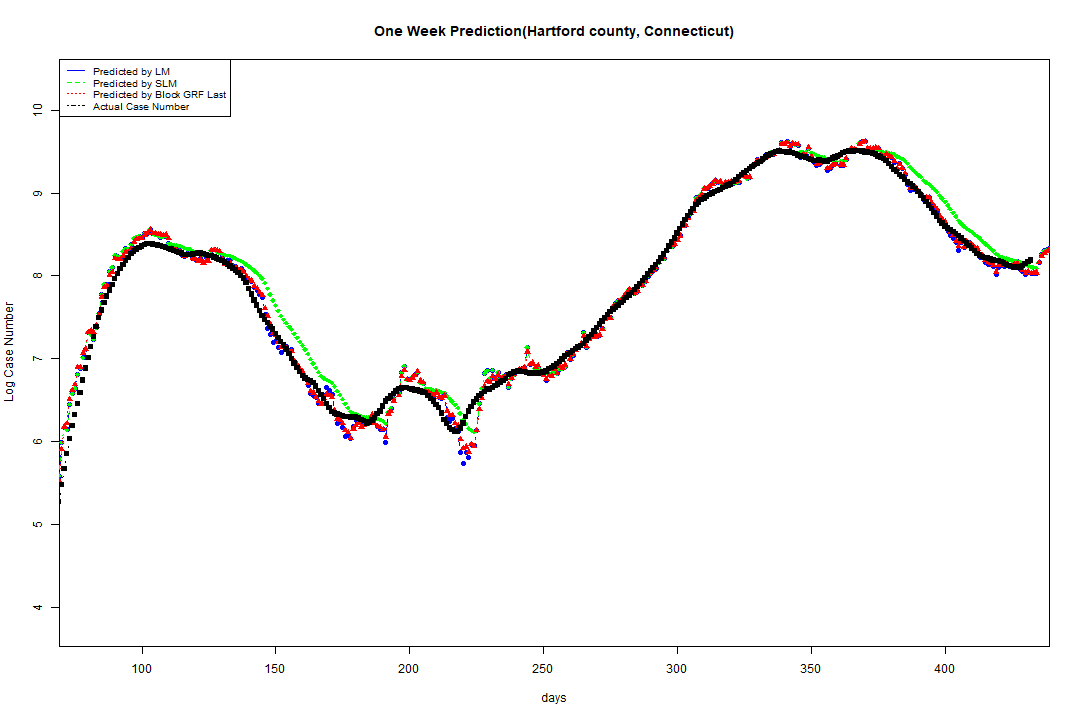 One Week Prediction(Hartford county, Connecticut)
Predicted by LM
Predicted by SLM
Predicted by Block GRF Last
Actual Case Number
Log Case Number
10
9
8
7
6
5
4
100 150 200 250 300 350 400
days